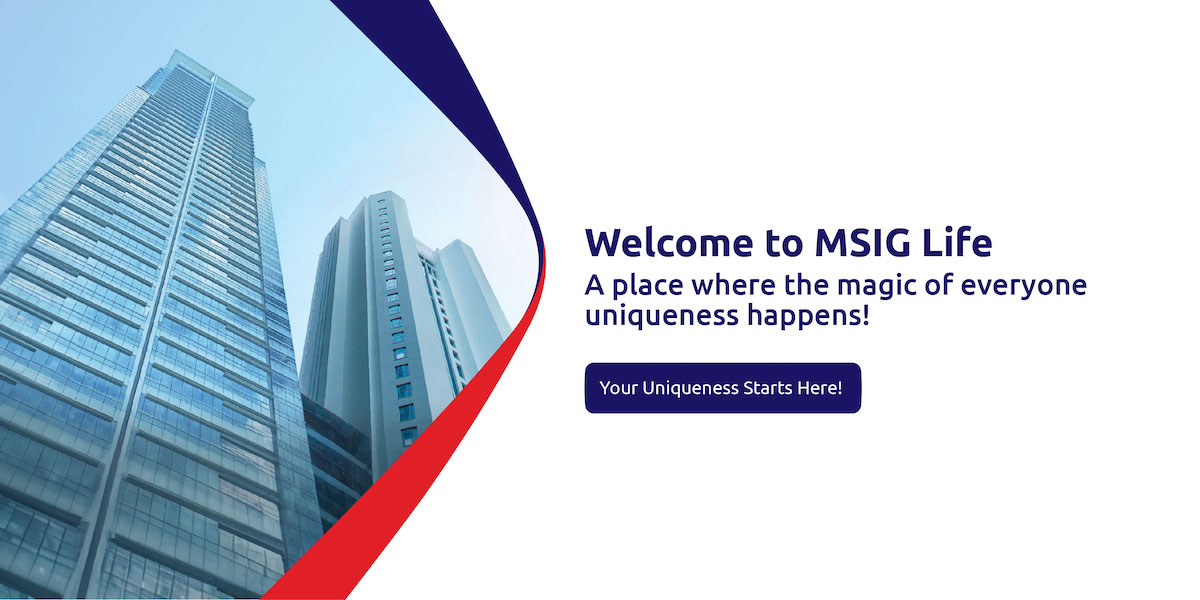 Welcome to MSIG Life
A place where the magic of everyone
uniqueness happens!
Your Uniqueness Starts Here!